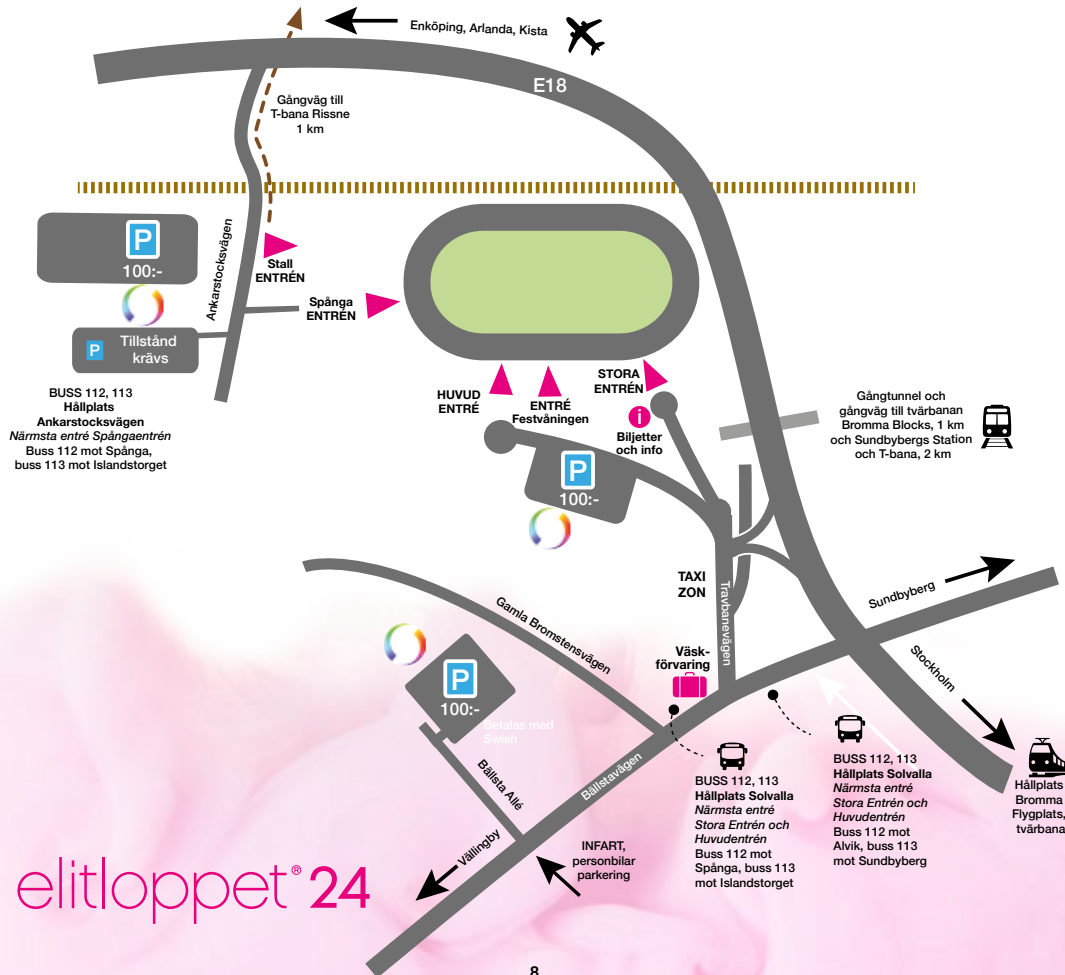 Enköping, Arlanda, Kista
E18
Gångväg till
T-bana Rissne
1 km
P
100:-
Ankarstocksvägen
Stall
ENTRÉN
Spånga
ENTRÉN
P
Tillstånd
krävs
BUSS 112, 113
Hållplats
Ankarstocksvägen
Närmsta entré Spångaentrén
Buss 112 mot Spånga,
buss 113 mot Islandstorget
HUVUD
ENTRÉ
ENTRÉ
Festvåningen
STORA
ENTRÉN
i
Biljetter
och info
P
100:-
Gångtunnel och
gångväg till tvärbanan
Bromma Blocks, 1 km
och Sundbybergs Station
och T-bana, 2 km
TAXI
ZON
Travbanevägen
Sundbyberg
Gamla Bromstensvägen
Väsk-
förvaring
Stockholm
P
100:-
Betalas med
Swish
Bällsta Allé
Bällstavägen
Vällingby
INFART,
personbilar
parkering
BUSS 112, 113
Hållplats Solvalla
Närmsta entré
Stora Entrén och
Huvudentrén
Buss 112 mot
Spånga, buss 113
mot Islandstorget
BUSS 112, 113
Hållplats Solvalla
Närmsta entré
Stora Entrén och
Huvudentrén
Buss 112 mot
Alvik, buss 113
mot Sundbyberg
Hållplats
Bromma
Flygplats,
tvärbana
elitloppet® 24
8